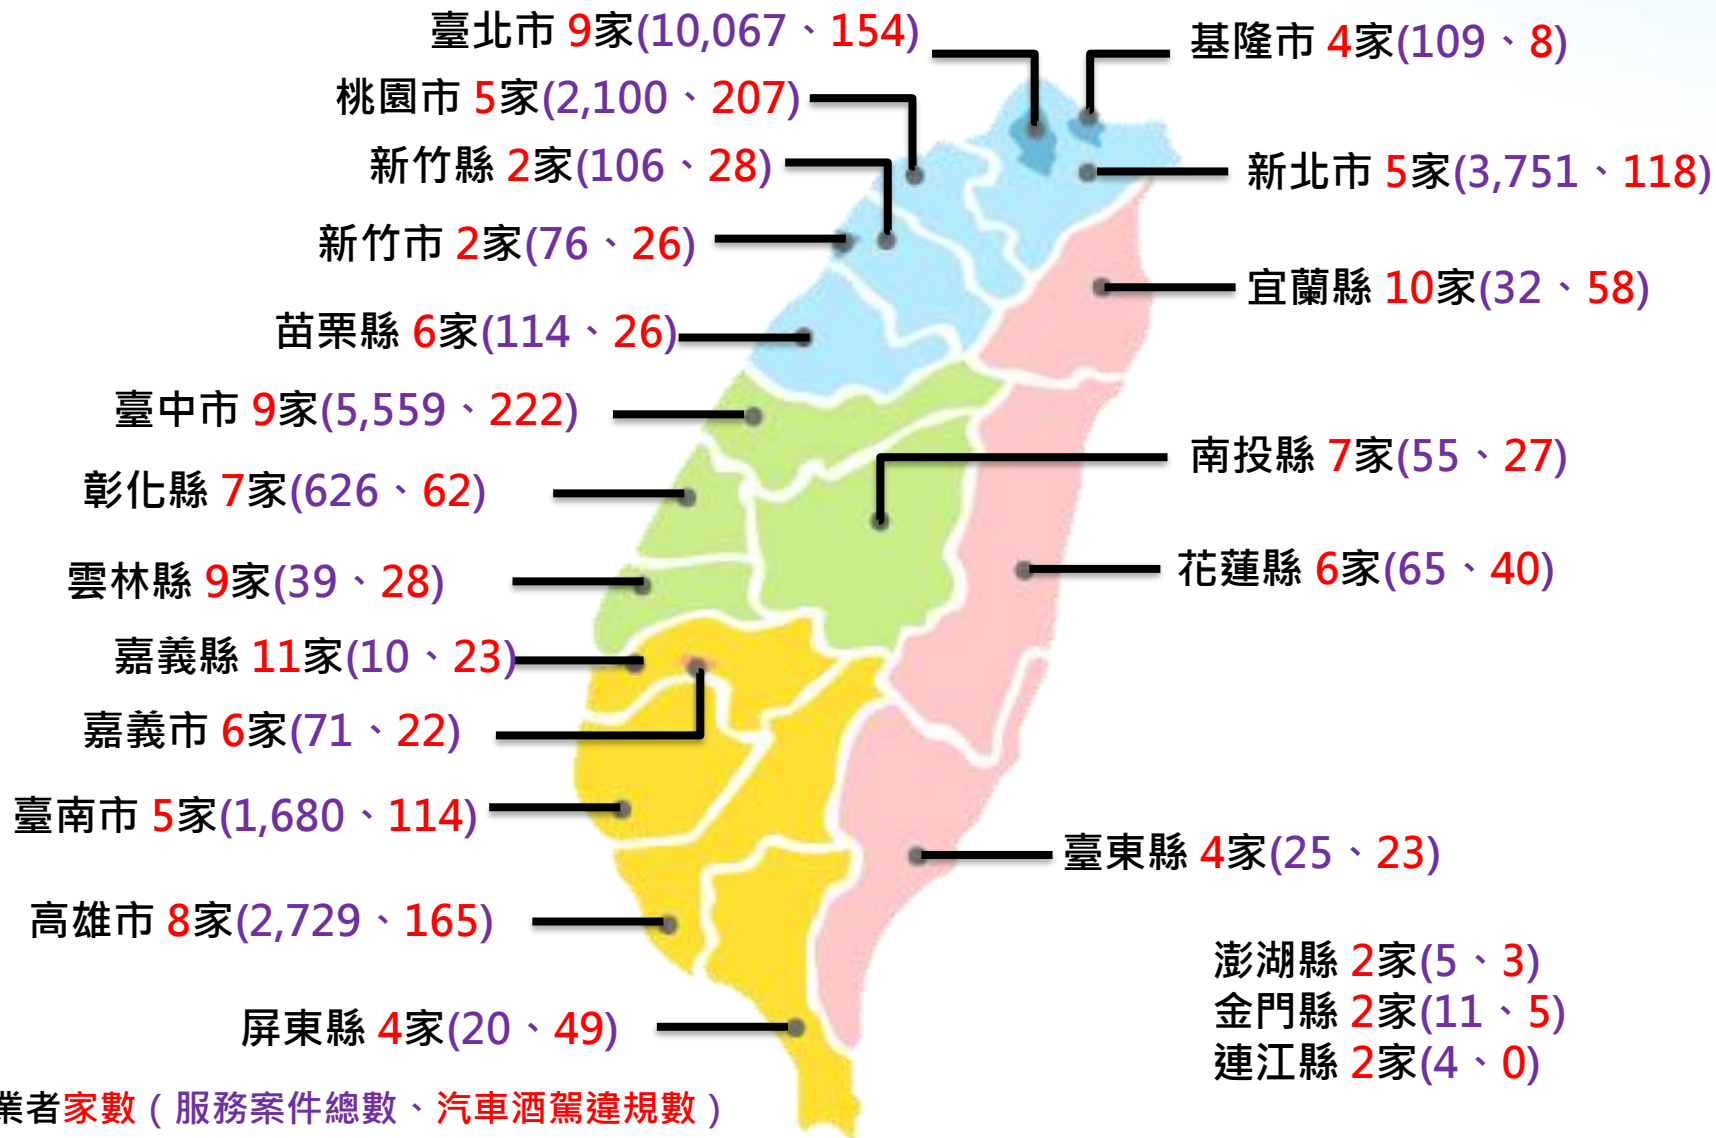 臺北市 9家(10,067、154)
基隆市 4家(109、8)
桃園市 5家(2,100、207)
新竹縣 2家(106、28)
新北市 5家(3,751、118)
新竹市 2家(76、26)
宜蘭縣 10家(32、58)
苗栗縣 6家(114、26)
臺中市 9家(5,559、222)
南投縣 7家(55、27)
彰化縣 7家(626、62)
花蓮縣 6家(65、40)
雲林縣 9家(39、28)
嘉義縣 11家(10、23)
嘉義市 6家(71、22)
臺南市 5家(1,680、114)
臺東縣 4家(25、23)
高雄市 8家(2,729、165)
澎湖縣 2家(5、3)
金門縣 2家(11、5)
連江縣 2家(4、0)
屏東縣 4家(20、49)
業者家數（服務案件總數、汽車酒駕違規數）